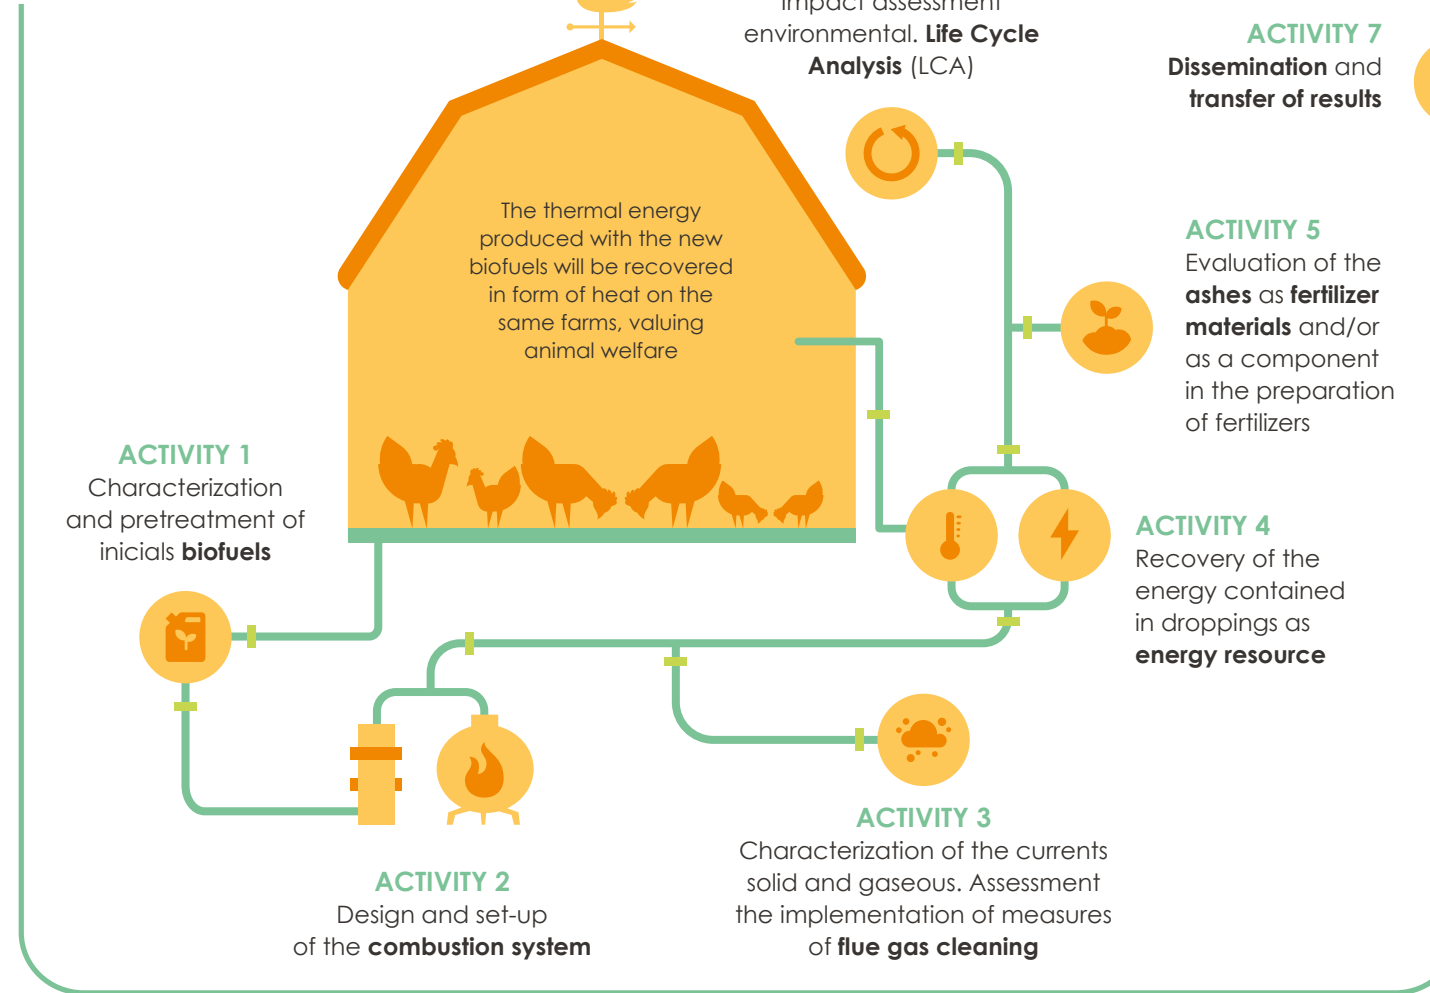 impact assessment
environmental. Life Cycle
Analysis (LCA)
ACTIVITY 7
Dissemination and
transfer of results
The thermal energy
produced with the new
biofuels will be recovered
in form of heat on the
same farms, valuing
animal welfare
ACTIVITY 5
Evaluation of the
ashes as fertilizer
materials and/or
as a component
in the preparation
of fertilizers
ACTIVITY 1
Characterization
and pretreatment of
inicials biofuels
ACTIVITY 4
Recovery of the
energy contained
in droppings as
energy resource
ACTIVITY 3
Characterization of the currents
solid and gaseous. Assessment
the implementation of measures
of flue gas cleaning
ACTIVITY 2
Design and set-up
of the combustion system